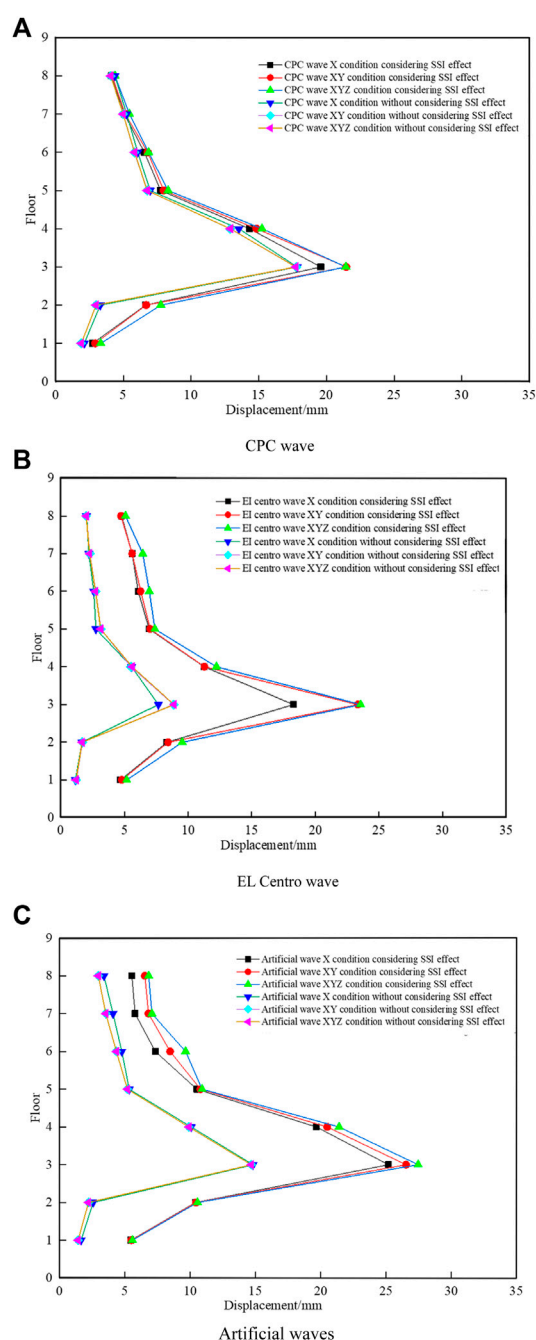 A
9
8
7
6
5
4
3
2
1
0
Floor
CPC wave X condition considering SSI effect
CPC wave XY condition considering SSI effect
CPC wave XYZ condition considering SSI effect
CPC wave X condition without considering SSI effect
CPC wave XY condition without considering SSI effect
CPC wave XYZ condition without considering SSI effect
0 5 10 15 20 25 30 35
Displacement/mm
CPC wave
B
9
8
7
6
5
4
3
2
1
0
Floor
EI centro wave X condition considering SSI effect
EI centro wave XY condition considering SSI effect
EI centro wave XYZ condition considering SSI effect
EI centro wave X condition without considering SSI effect
EI centro wave XY condition without considering SSI effect
EI centro wave XYZ condition without considering SSI effect
0 5 10 15 20 25 30 35
Displacement/mm
EL Centro wave
C
9
8
7
6
5
4
3
2
1
0
Floor
Artificial wave X condition considering SSI effect
Artificial wave XY condition considering SSI effect
Artificial wave XYZ condition considering SSI effect
Artificial wave X condition without considering SSI effect
Artificial wave XY condition without considering SSI effect
Artificial wave XYZ condition without considering SSI effect
0 5 10 15 20 25 30 35
Displacement/mm
Artificial waves